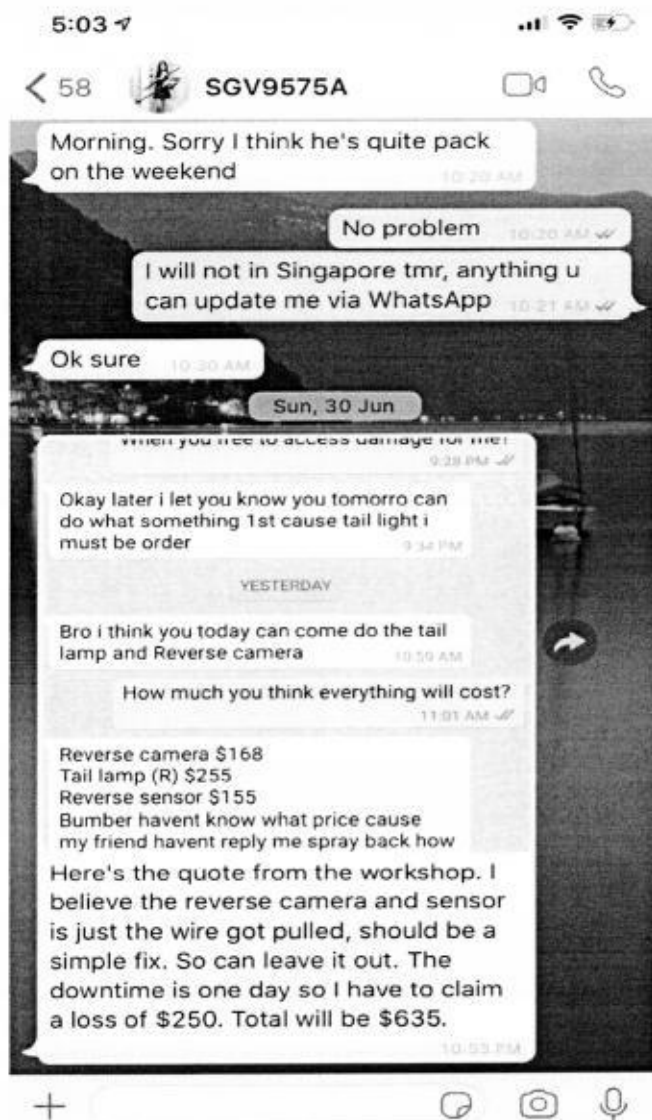 5:03
58 SGV9575A
Morning. Sorry I think he's quite pack
on the weekend
10:20 AM
No problem 10:20 AM
I will not in Singapore tmr, anything u
can update me via WhatsApp 10:21 AM
Ok sure 10:30 AM
Sun, 30 Jun
When you free to access damage for me?
9:28 PM
Okay later i let you know you tomorro can
do what something 1st cause tail light i
must be order 9:34 PM
YESTERDAY
Bro i think you today can come do the tail
lamp and Reverse camera 10:59 AM
How much you think everything will cost?
11:01 AM
Reverse camera $168
Tail lamp (R) $255
Reverse sensor $155
Bumber havent know what price cause
my friend havent reply me spray back how
Here's the quote from the workshop. I
believe the reverse camera and sensor
is just the wire got pulled, should be a
simple fix. So can leave it out. The
downtime is one day so I have to claim
a loss of $250. Total will be $635.
10:53 PM